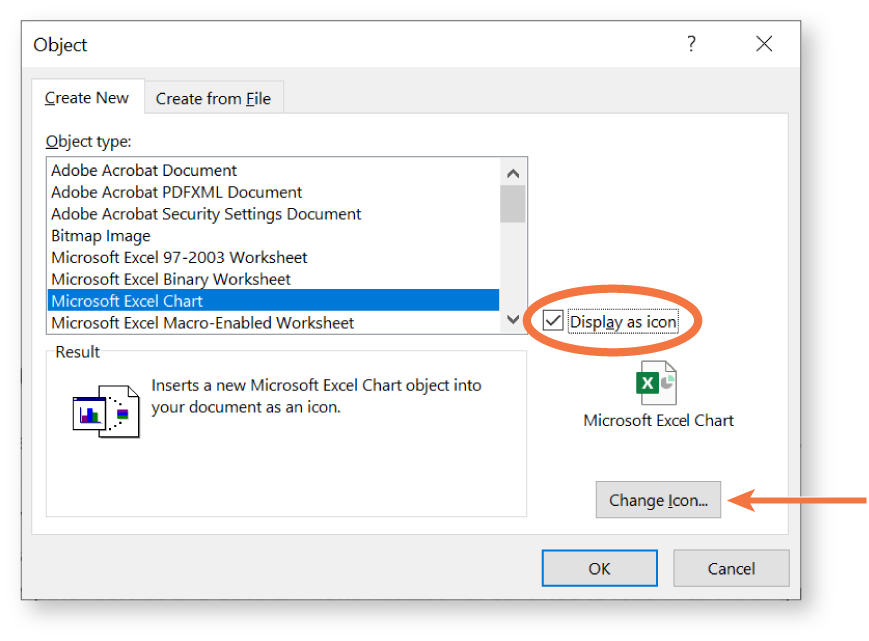 Object
?
Create New
Create from File
Object type:
Adobe Acrobat Document
Adobe Acrobat PDFXML Document
Adobe Acrobat Security Settings Document
Bitmap Image
Microsoft Excel 97-2003 Worksheet
Microsoft Excel Binary Worksheet
Microsoft Excel Chart
Microsoft Excel Macro-Enabled Worksheet
Display as icon
Result
Inserts a new Microsoft Excel Chart object into
your document as an icon.
X
Microsoft Excel Chart
Change Icon...
OK
Cancel